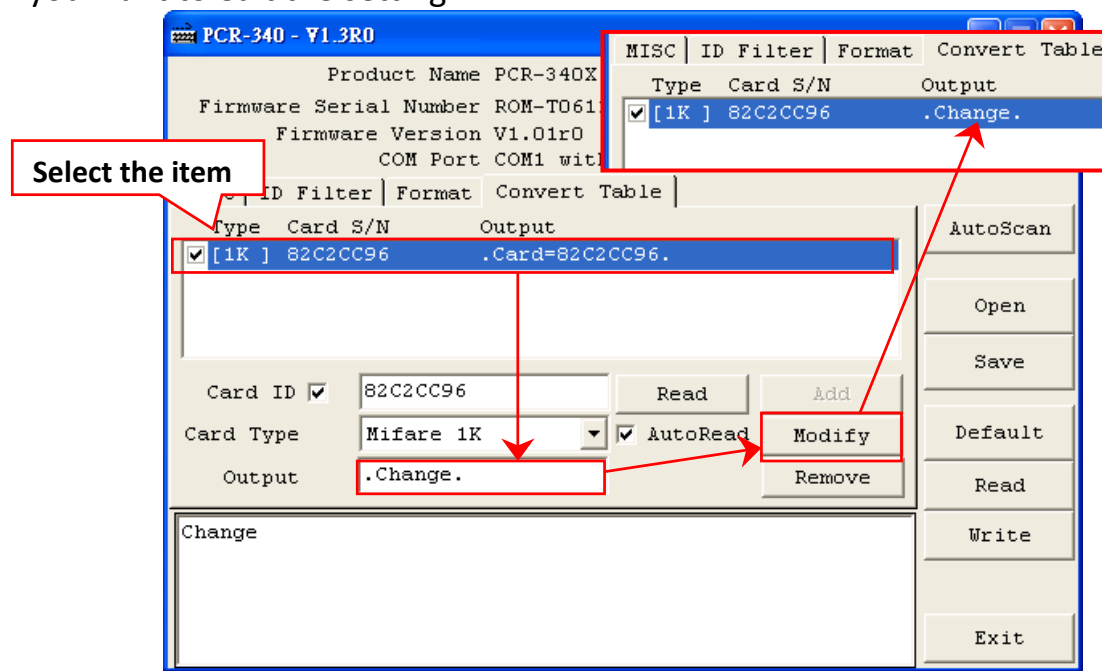 PCR-340 - V1.3R0
MISC ID Filter Format Convert Table
Type Card S/N Output
[1K ] 82C2CC96 .Change.
Product Name PCR-340X
Firmware Serial Number ROM-T061
Firmware Version V1.01r0
COM Port COM1 with
Select the item
ID Filter Format Convert Table
Type Card S/N Output
[1K ] 82C2CC96 .Card=82C2CC96.
AutoScan
Open
Save
Card ID 82C2CC96 Read Add
Card Type Mifare 1K AutoRead Modify Default
Output .Change. Remove Read
Change
Write
Exit